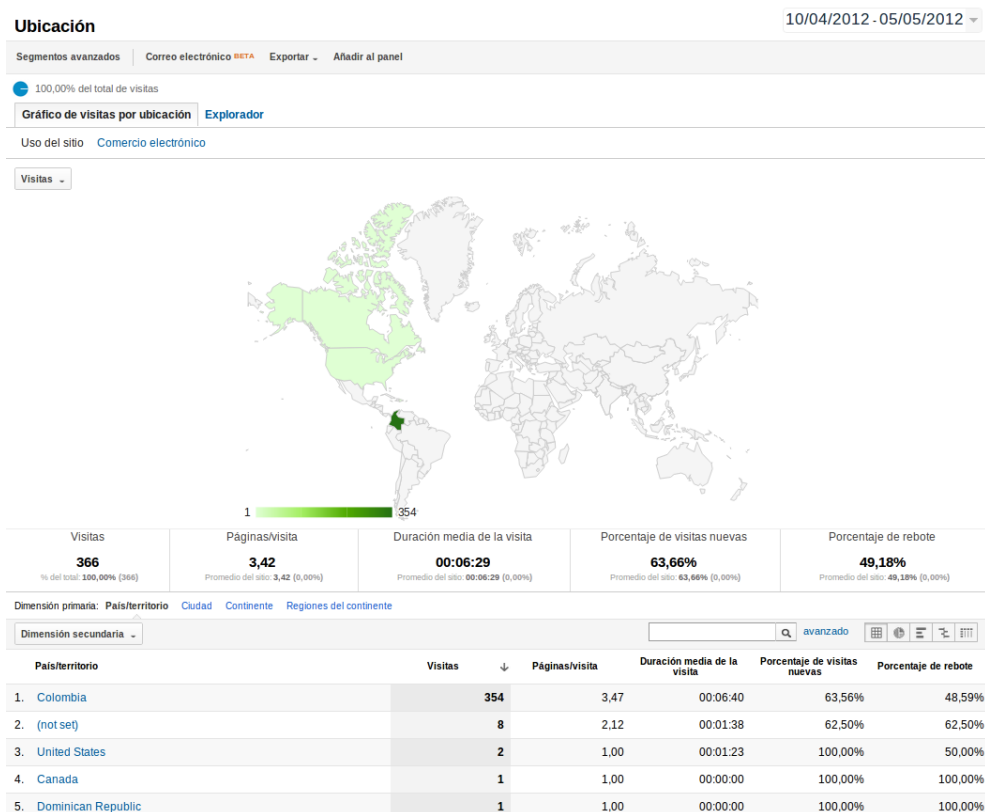 Ubicación
10/04/2012 - 05/05/2012
Segmentos avanzados Correo electrónico BETA Exportar Añadir al panel
100,00% del total de visitas
Gráfico de visitas por ubicación Explorador
Uso del sitio Comercio electrónico
Visitas
1 354
Visitas Páginas/visita Duración media de la visita Porcentaje de visitas nuevas Porcentaje de rebote
366 3,42 00:06:29 63,66% 49,18%
% del total: 100,00% (366) Promedio del sitio: 3,42 (0,00%) Promedio del sitio: 00:06:29 (0,00%) Promedio del sitio: 63,66% (0,00%) Promedio del sitio: 49,18% (0,00%)
Dimensión primaria: País/territorio Ciudad Continente Regiones del continente
Dimensión secundaria avanzado
País/territorio Visitas Páginas/visita Duración media de la visita Porcentaje de visitas nuevas Porcentaje de rebote
1. Colombia 354 3,47 00:06:40 63,56% 48,59%
2. (not set) 8 2,12 00:01:38 62,50% 62,50%
3. United States 2 1,00 00:01:23 100,00% 50,00%
4. Canada 1 1,00 00:00:00 100,00% 100,00%
5. Dominican Republic 1 1,00 00:00:00 100,00% 100,00%